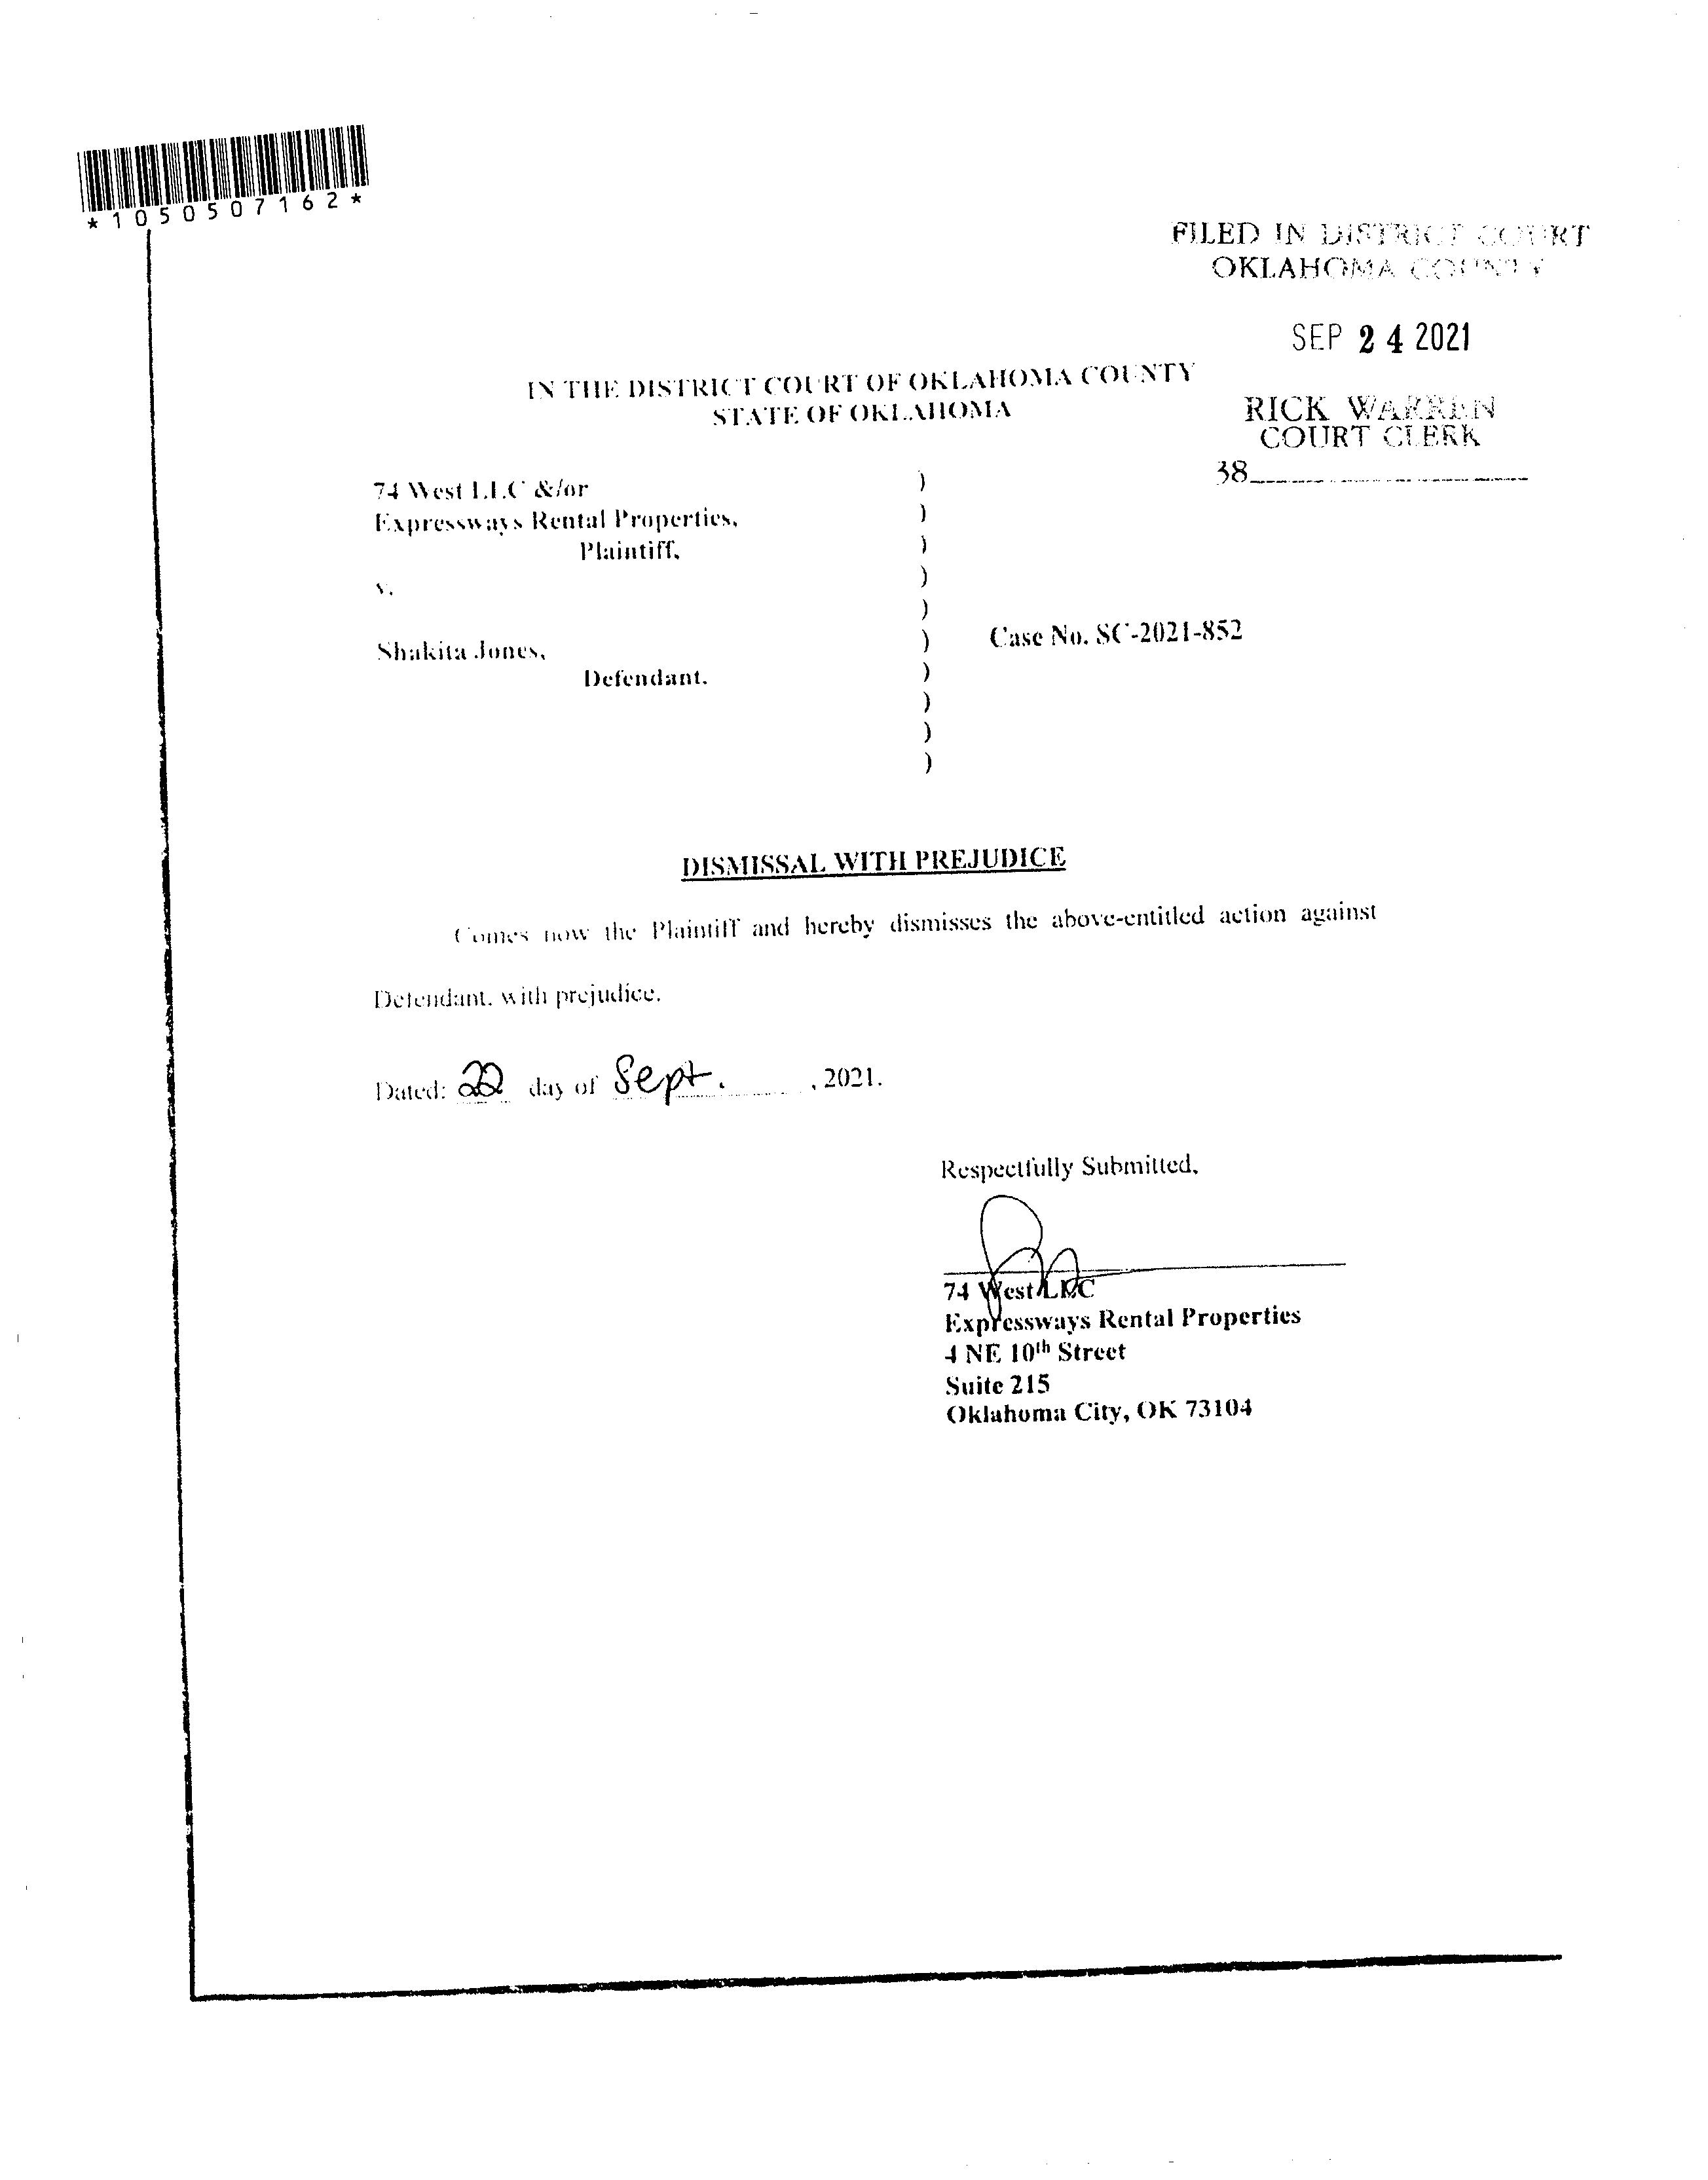 *1050507162*
FILED IN DISTRICT COURT
OKLAHOMA COUNTY
SEP 24 2021
RICK WARREN
COURT CLERK
38
IN THE DISTRICT COURT OF OKLAHOMA COUNTY
STATE OF OKLAHOMA
74 West LLC &/or )
Expressways Rental Properties, )
Plaintiff, )
v. )
)
Shakita Jones, ) Case No. SC-2021-852
Defendant. )
)
)
)
DISMISSAL WITH PREJUDICE
Comes now the Plaintiff and hereby dismisses the above-entitled action against
Defendant, with prejudice.
Dated: 22 day of Sept. , 2021.
Respectfully Submitted,
74 West LLC
Expressways Rental Properties
4 NE 10th Street
Suite 215
Oklahoma City, OK 73104